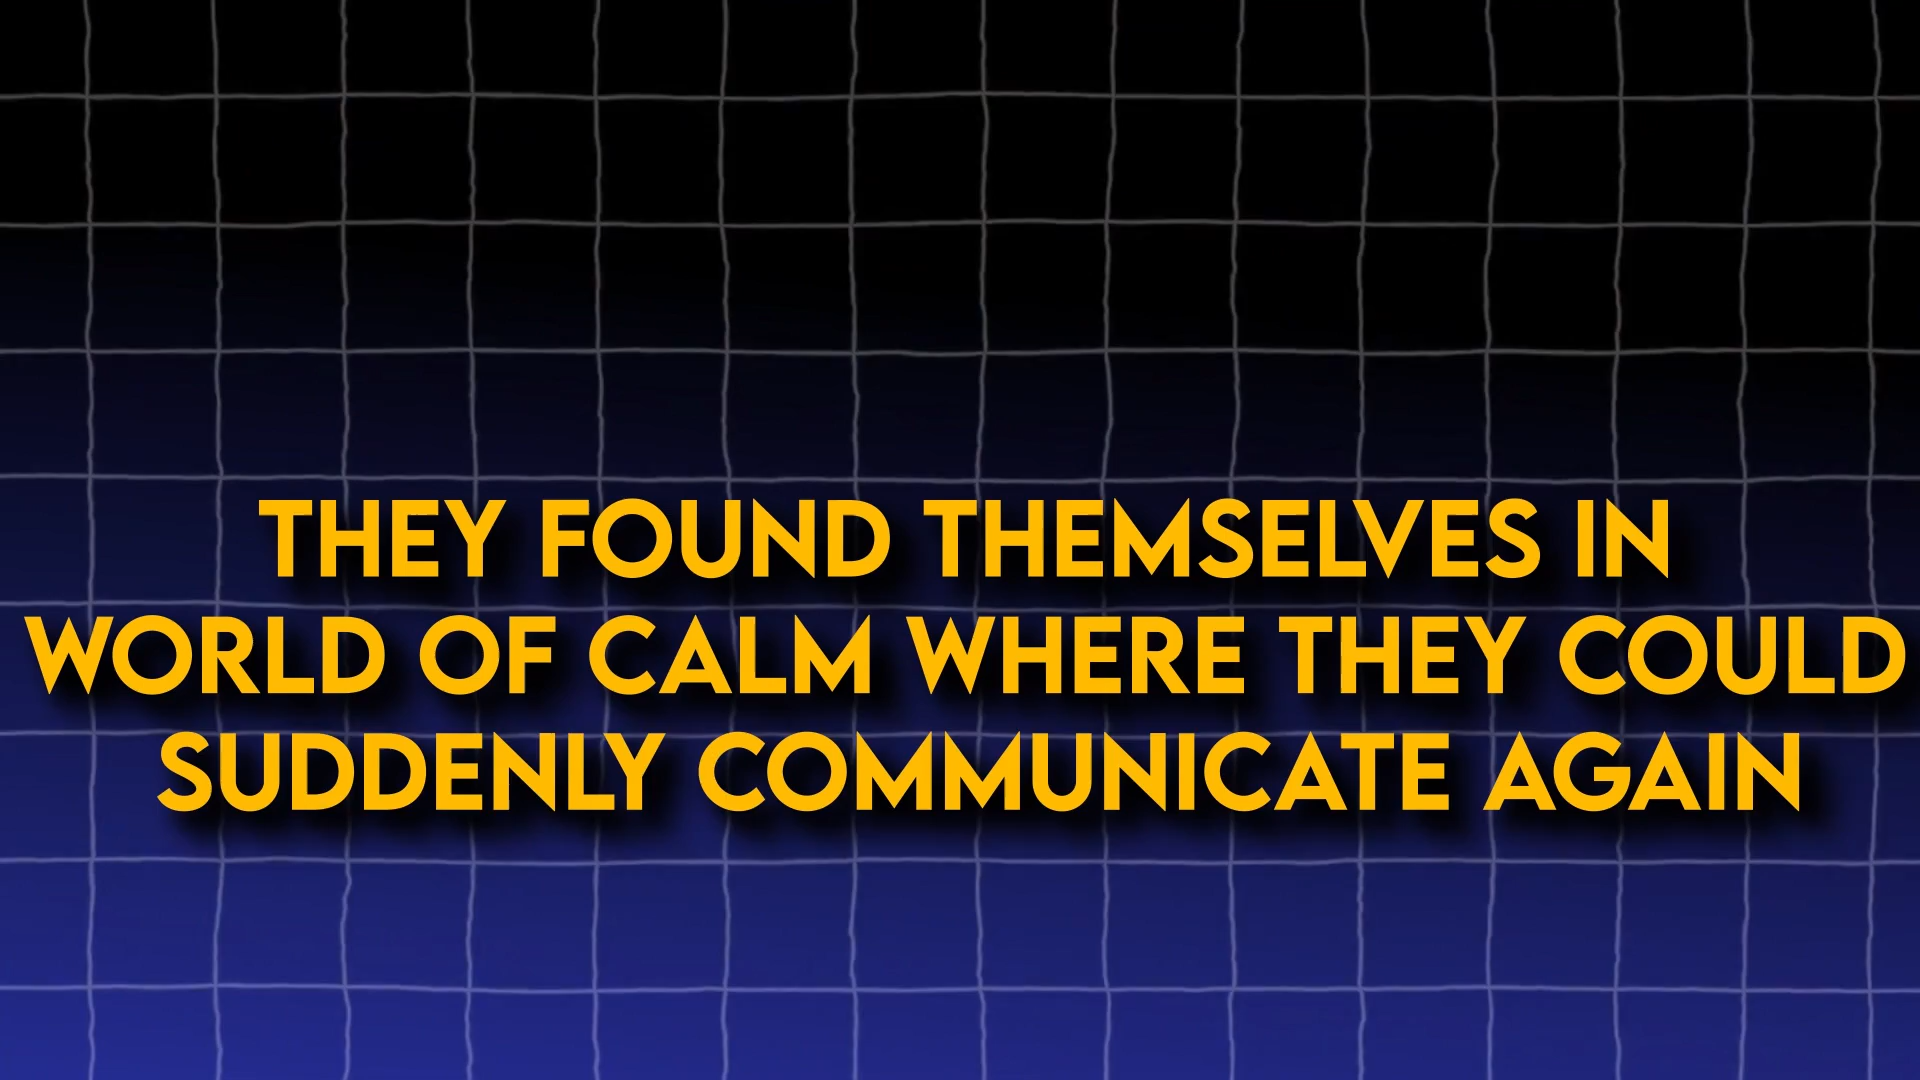 THEY FOUND THEMSELVES IN
WORLD OF CALM WHERE THEY COULD
SUDDENLY COMMUNICATE AGAIN